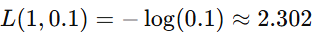 L(1, 0.1) = − log(0.1) ≈ 2.302